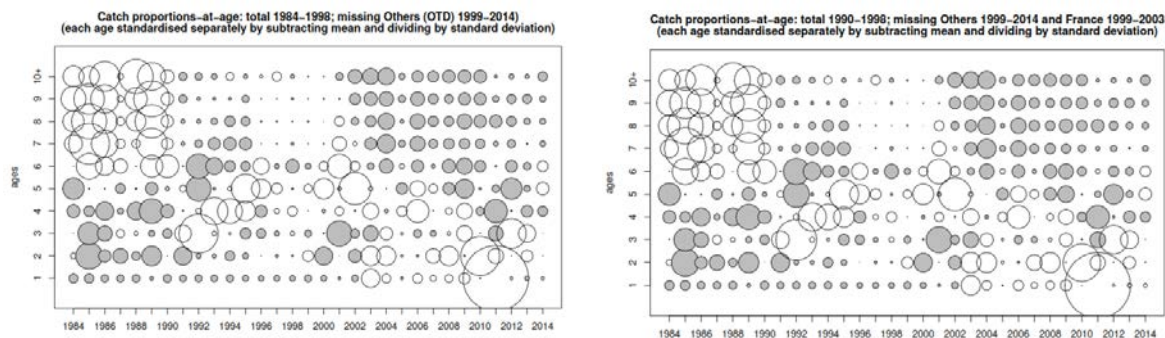 Catch proportions−at−age: total 1984−1998; missing Others (OTD) 1999−2014)
(each age standardised separately by subtracting mean and dividing by standard deviation)
10+
9
8
7
6
5
4
3
2
1
ages
1984 1986 1988 1990 1992 1994 1996 1998 2000 2002 2004 2006 2008 2010 2012 2014
Catch proportions−at−age: total 1990−1998; missing Others 1999−2014 and France 1999−2003
(each age standardised separately by subtracting mean and dividing by standard deviation)
10+
9
8
7
6
5
4
3
2
1
ages
1984 1986 1988 1990 1992 1994 1996 1998 2000 2002 2004 2006 2008 2010 2012 2014